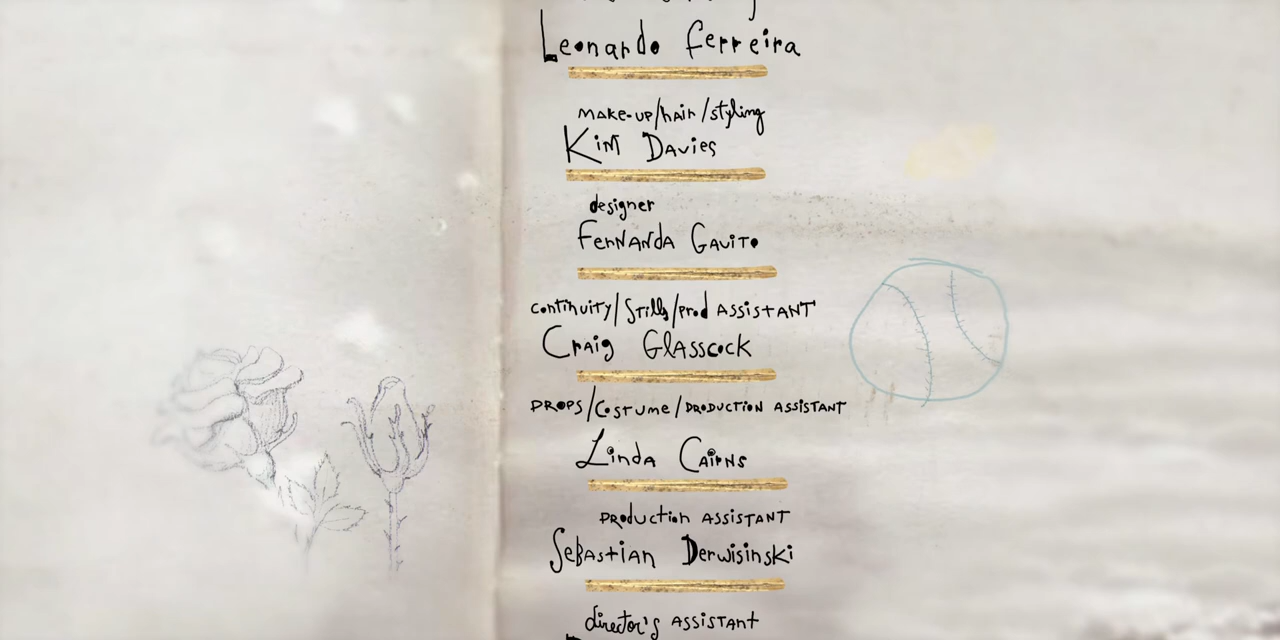 Leonardo Ferreira
make-up/hair/styling
Kim Davies
designer
Fernanda Gavito
continuity/Stills/prod Assistant
Craig Glasscock
Props/Costume/Production Assistant
Linda Cairns
Production Assistant
Sebastian Derwisinski
director's Assistant